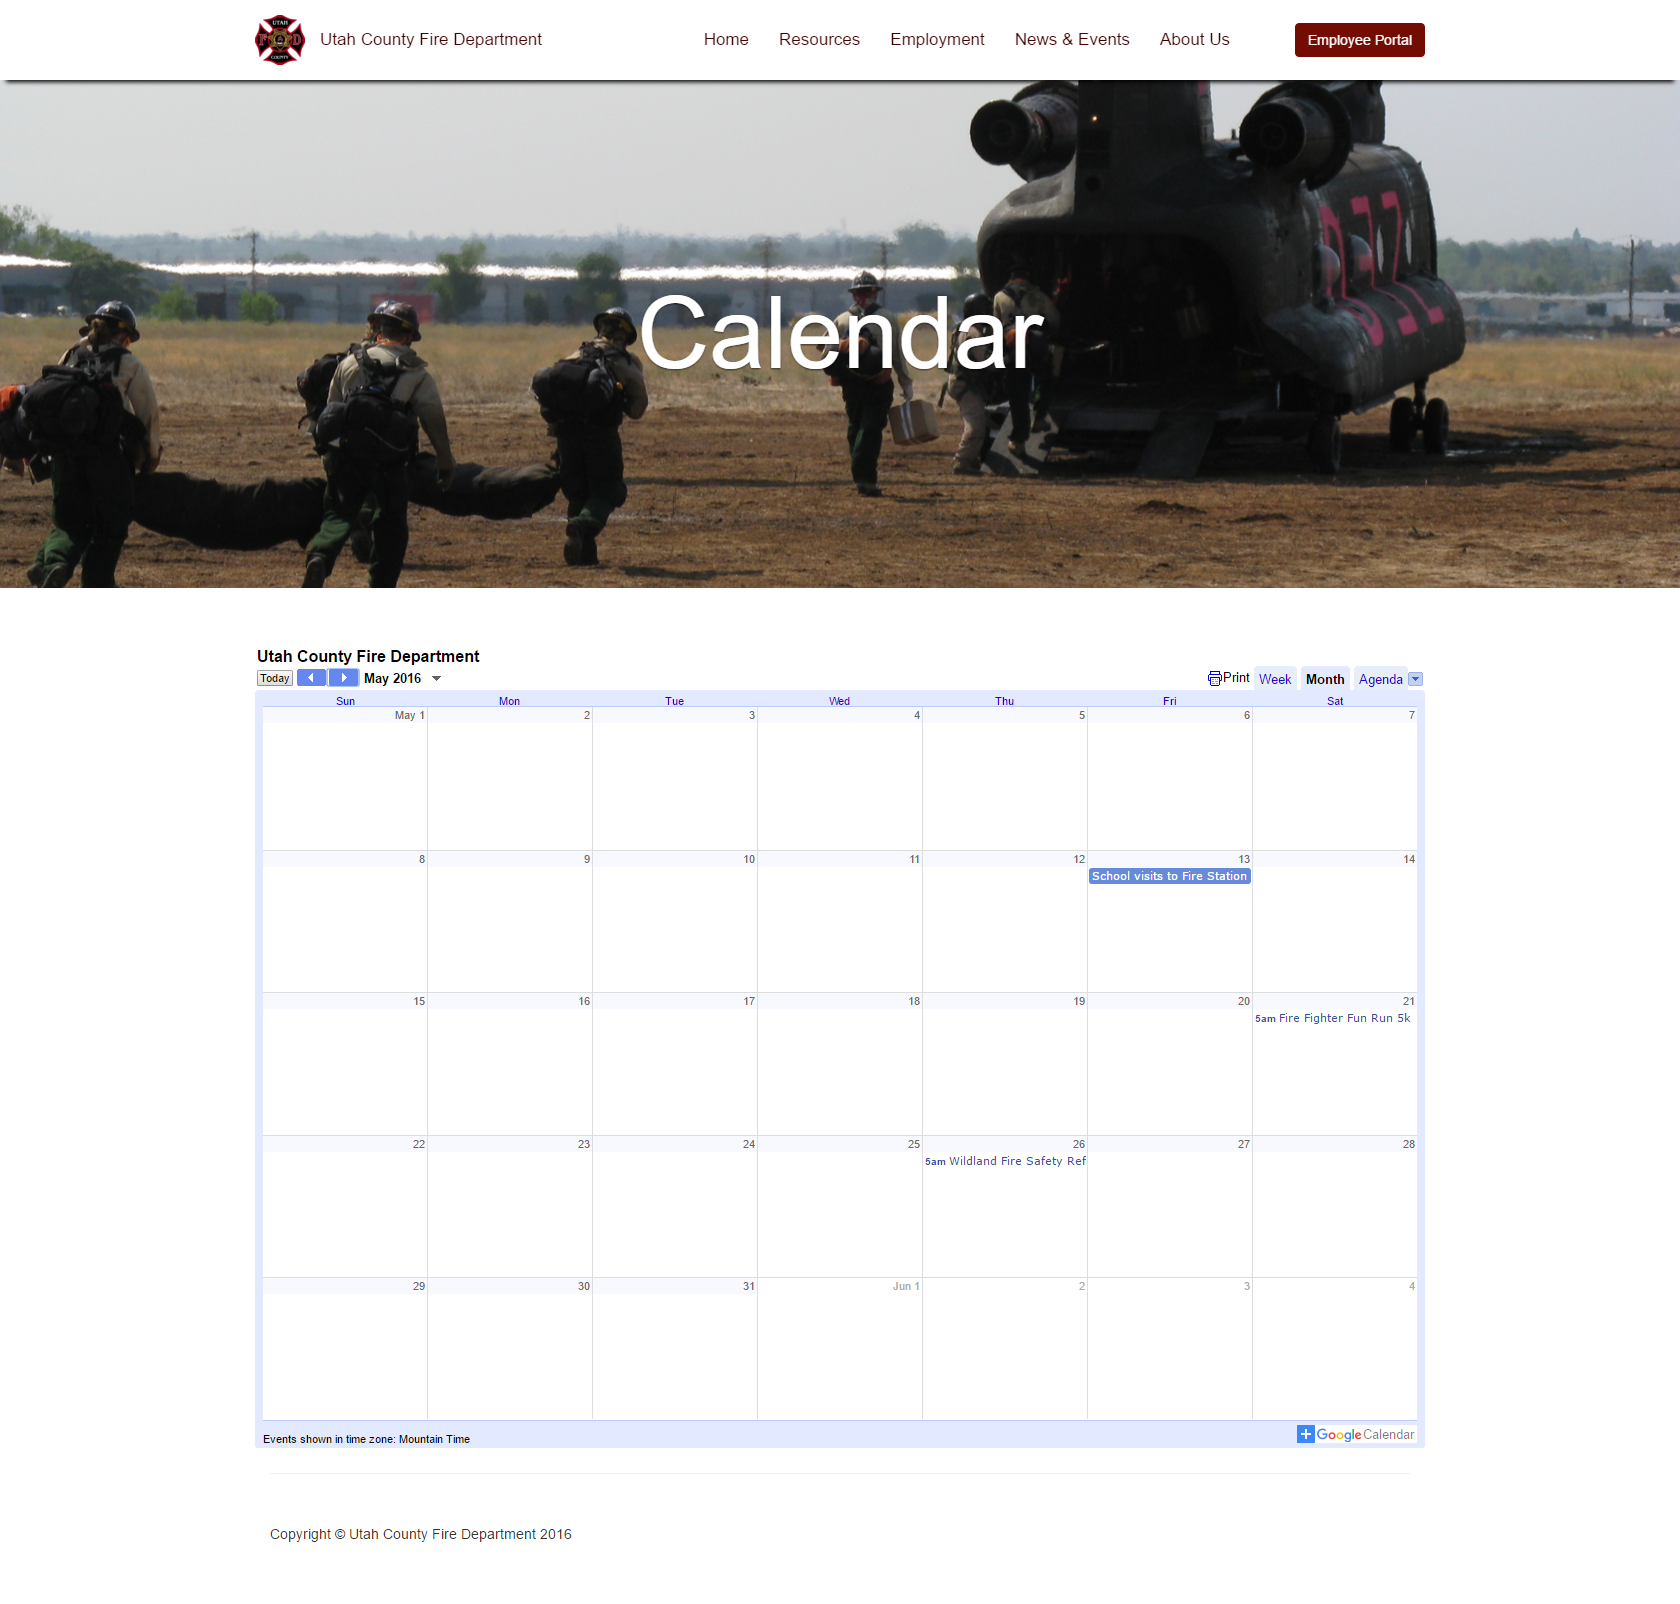 UTAH
F D
COUNTY
Utah County Fire Department
Home Resources Employment News & Events About Us
Employee Portal
Calendar
Utah County Fire Department
Today May 2016 Print Week Month Agenda
Sun Mon Tue Wed Thu Fri Sat
May 1 2 3 4 5 6 7
8 9 10 11 12 13 14
School visits to Fire Station
15 16 17 18 19 20 21
5am Fire Fighter Fun Run 5k
22 23 24 25 26 27 28
5am Wildland Fire Safety Ref
29 30 31 Jun 1 2 3 4
Events shown in time zone: Mountain Time
Google Calendar
Copyright © Utah County Fire Department 2016